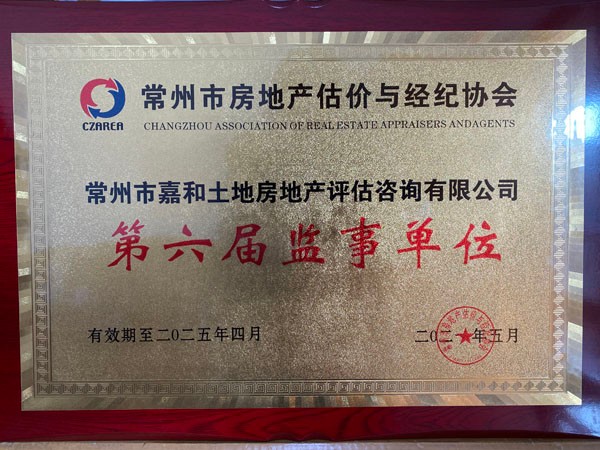 常州市房地产估价与经纪协会
CZAREA
CHANGZHOU ASSOCIATION OF REAL ESTATE APPRAISERS ANDAGENTS
常州市嘉和土地房地产评估咨询有限公司
第六届监事单位
有效期至二〇二五年四月
二〇二 年五月